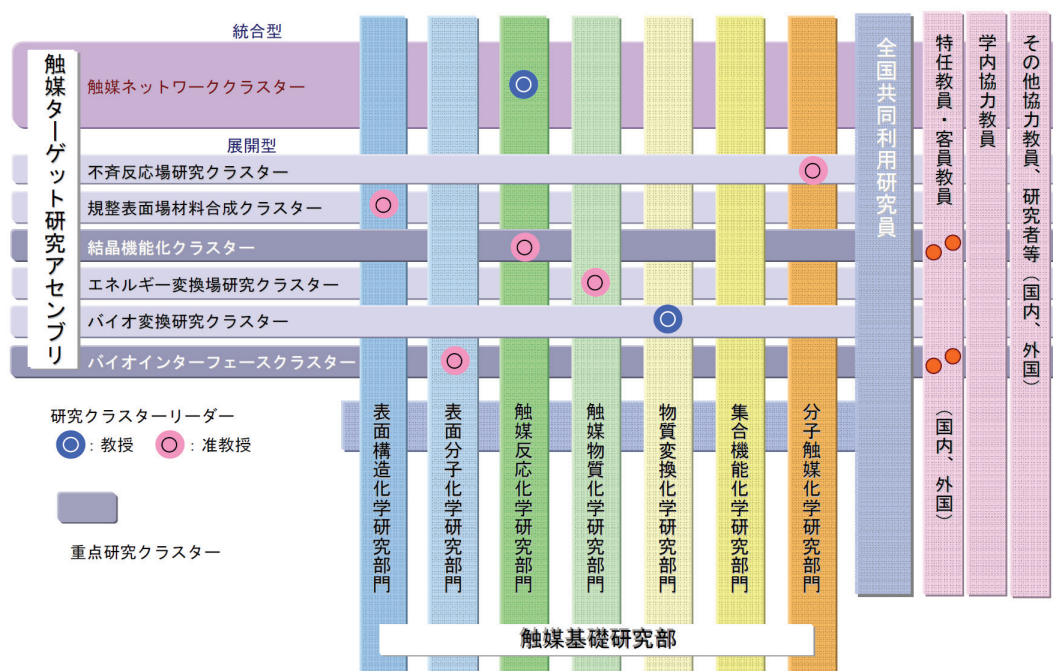 統合型
触媒ターゲット研究アセンブリ
触媒ネットワーククラスター
展開型
不斉反応場研究クラスター
規整表面場材料合成クラスター
結晶機能化クラスター
エネルギー変換場研究クラスター
バイオ変換研究クラスター
バイオインターフェースクラスター
研究クラスターリーダー
：教授
：准教授
重点研究クラスター
表面構造化学研究部門
表面分子化学研究部門
触媒反応化学研究部門
触媒物質化学研究部門
物質変換化学研究部門
集合機能化学研究部門
分子触媒化学研究部門
触媒基礎研究部
全国共同利用研究員
特任教員・客員教員
（国内、外国）
学内協力教員
その他協力教員、研究者等（国内、外国）